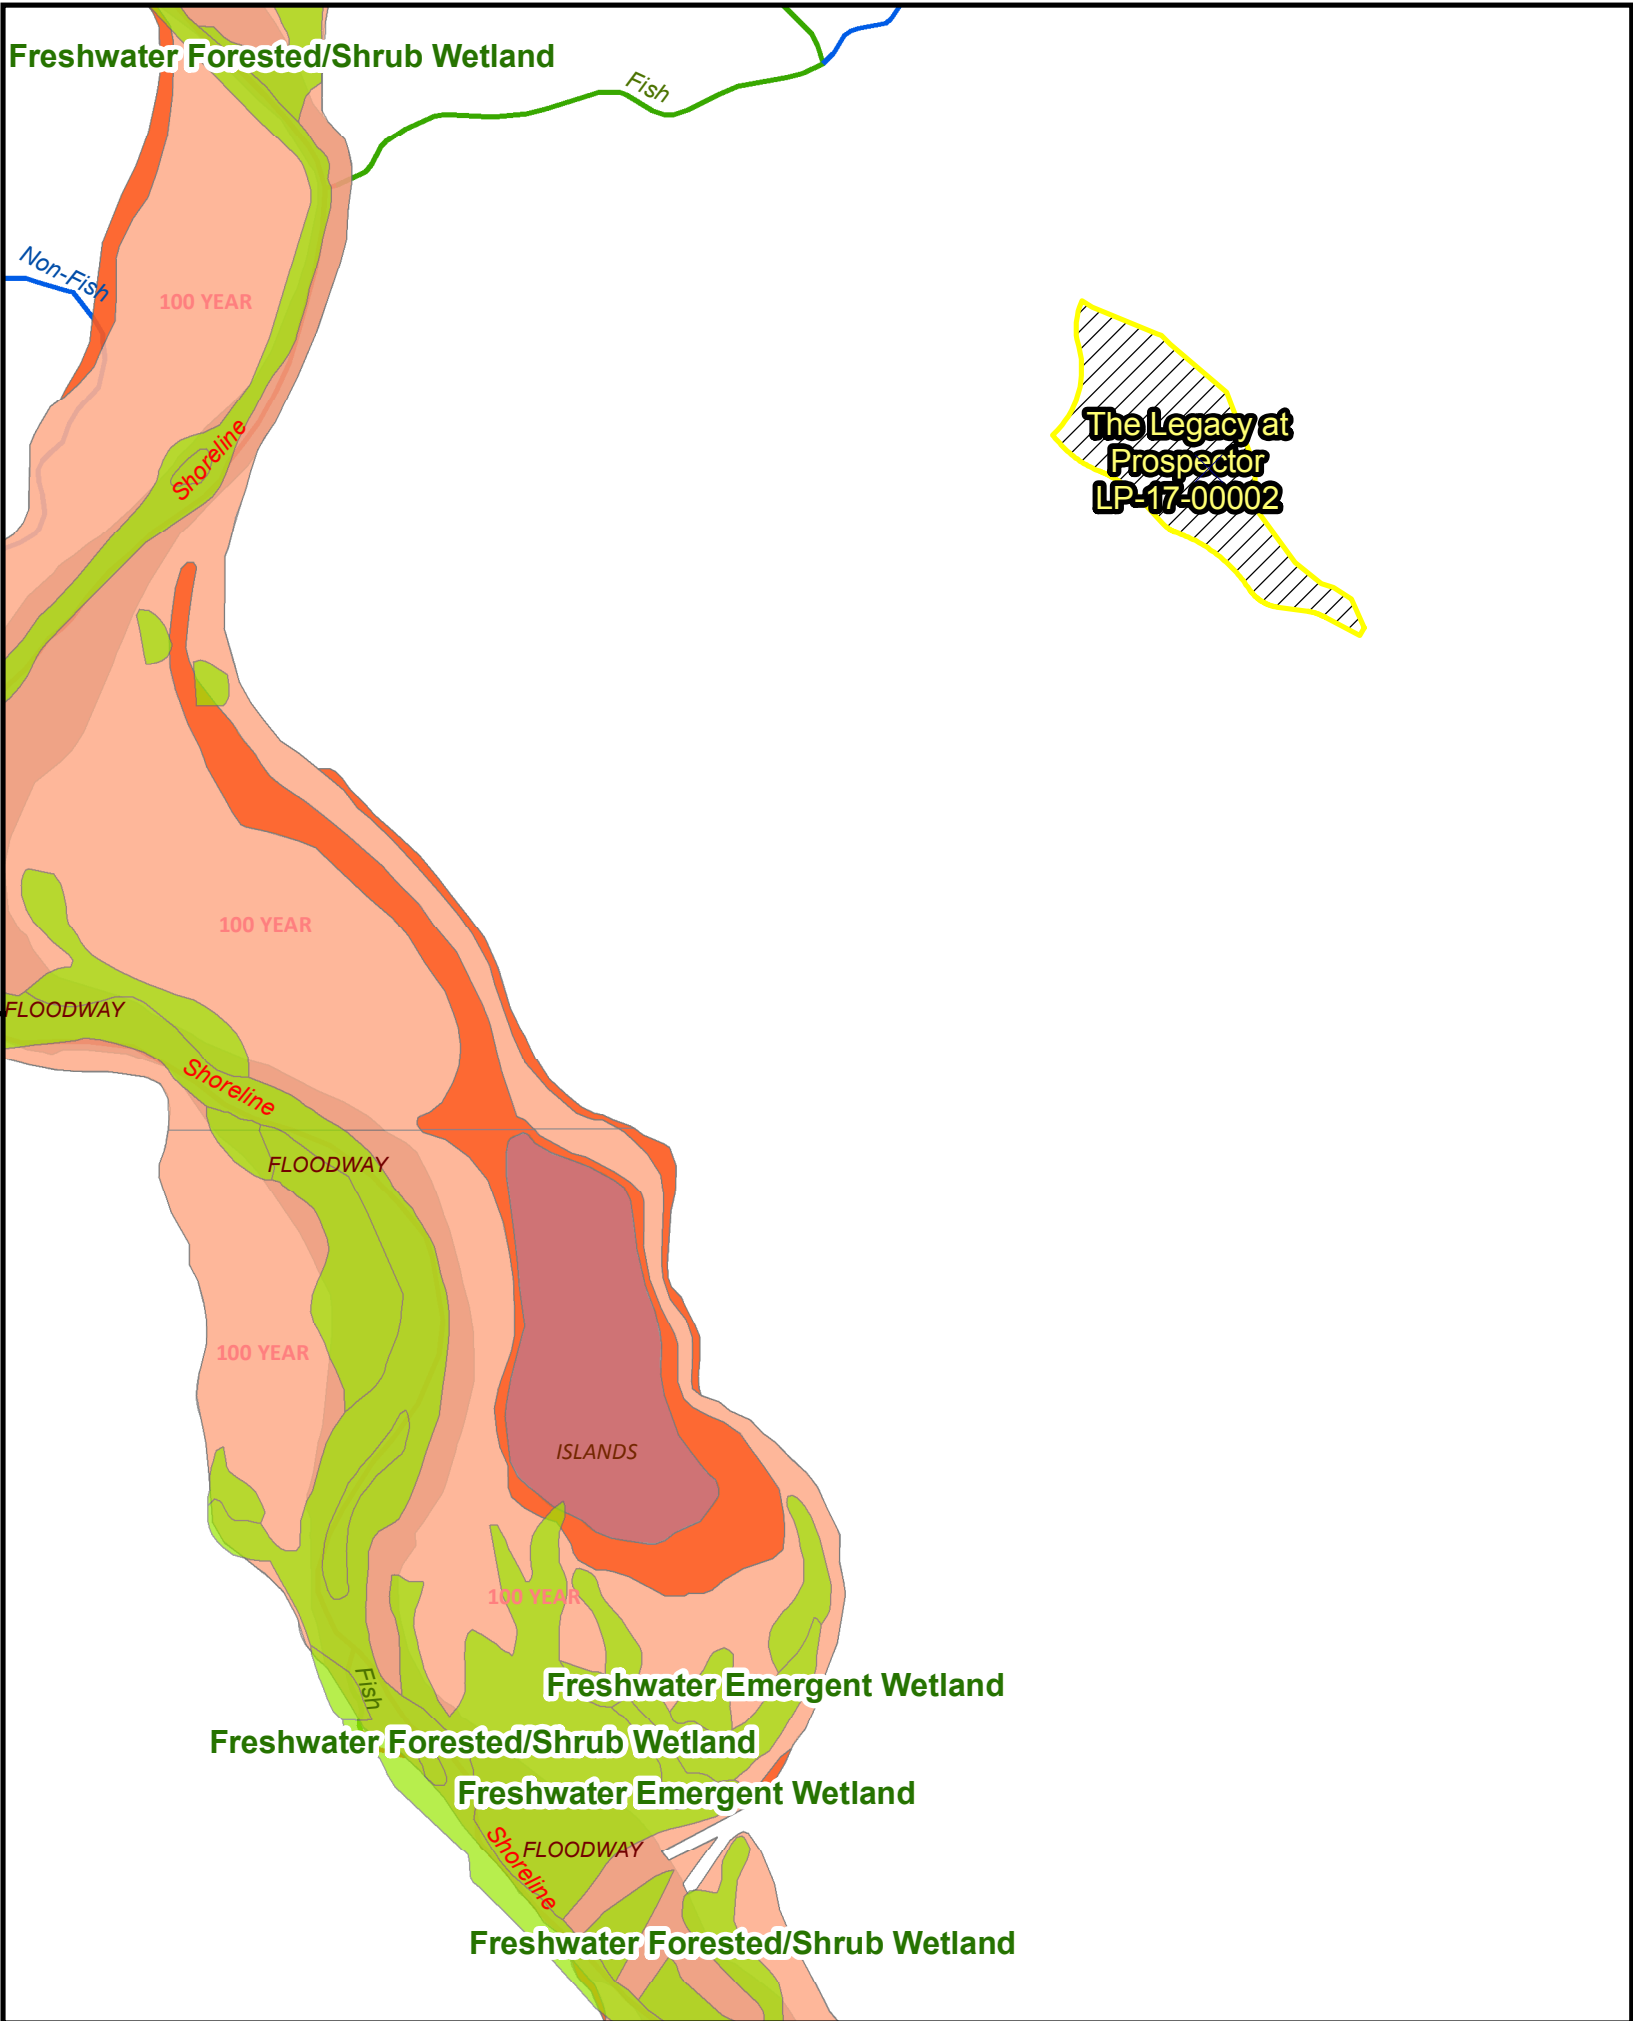 Freshwater Forested/Shrub Wetland
Fish
Non-Fish
100 YEAR
The Legacy at
Prospector
LP-17-00002
Shoreline
100 YEAR
FLOODWAY
Shoreline
FLOODWAY
100 YEAR
ISLANDS
100 YEAR
Fish
Freshwater Emergent Wetland
Freshwater Forested/Shrub Wetland
Freshwater Emergent Wetland
Shoreline
FLOODWAY
Freshwater Forested/Shrub Wetland